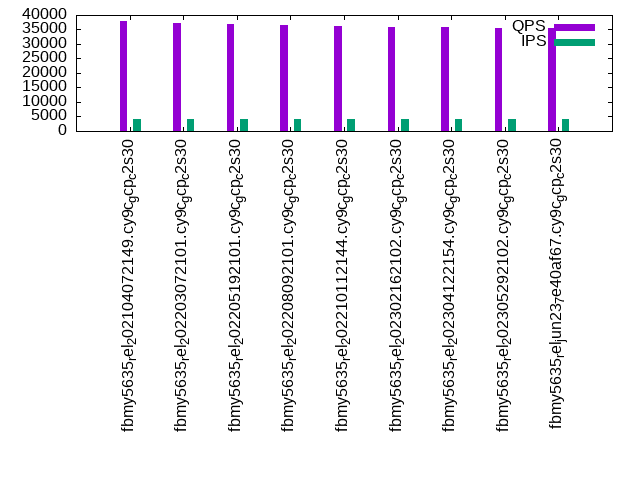 40000
35000
30000
25000
20000
15000
10000
5000
0
QPS
IPS
fbmy5635rel202104072149.cy9cgcpc2s30
fbmy5635rel202203072101.cy9cgcpc2s30
fbmy5635rel202205192101.cy9cgcpc2s30
fbmy5635rel202208092101.cy9cgcpc2s30
fbmy5635rel202210112144.cy9cgcpc2s30
fbmy5635rel202302162102.cy9cgcpc2s30
fbmy5635rel202304122154.cy9cgcpc2s30
fbmy5635rel202305292102.cy9cgcpc2s30
fbmy5635reljun237e40af67.cy9cgcpc2s30